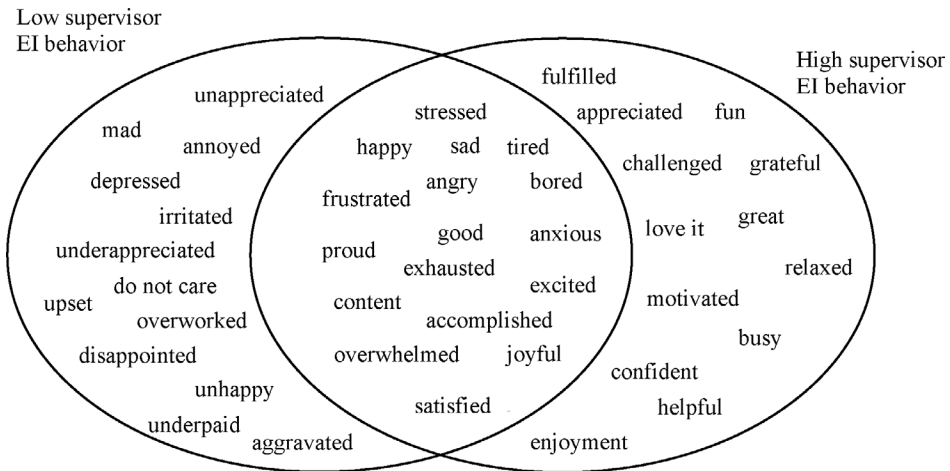 Low supervisor
EI behavior
High supervisor
EI behavior
unappreciated
mad
annoyed
depressed
irritated
underappreciated
do not care
upset
overworked
disappointed
unhappy
underpaid
aggravated
stressed
happy sad tired
angry bored
frustrated
good anxious
proud
exhausted
excited
content
accomplished
overwhelmed joyful
satisfied
fulfilled
appreciated fun
challenged grateful
great
love it
relaxed
motivated
busy
confident
helpful
enjoyment